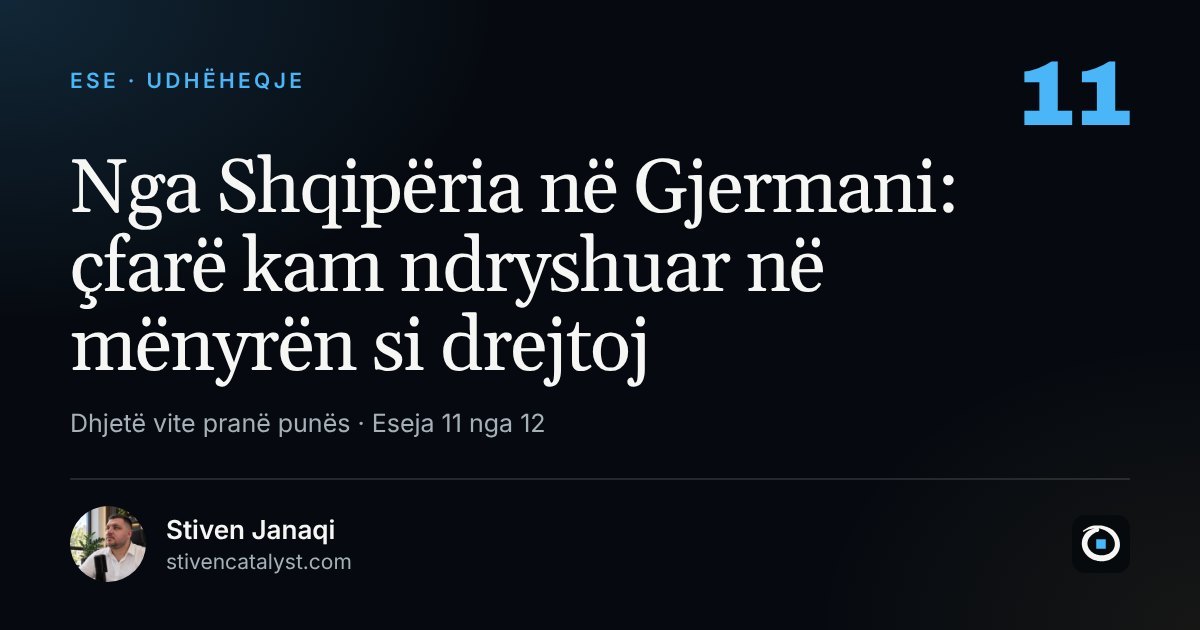 ESE · UDHËHEQJE
11
Nga Shqipëria në Gjermani:
çfarë kam ndryshuar në
mënyrën si drejtoj
Dhjetë vite pranë punës · Eseja 11 nga 12
Stiven Janaqi
stivencatalyst.com